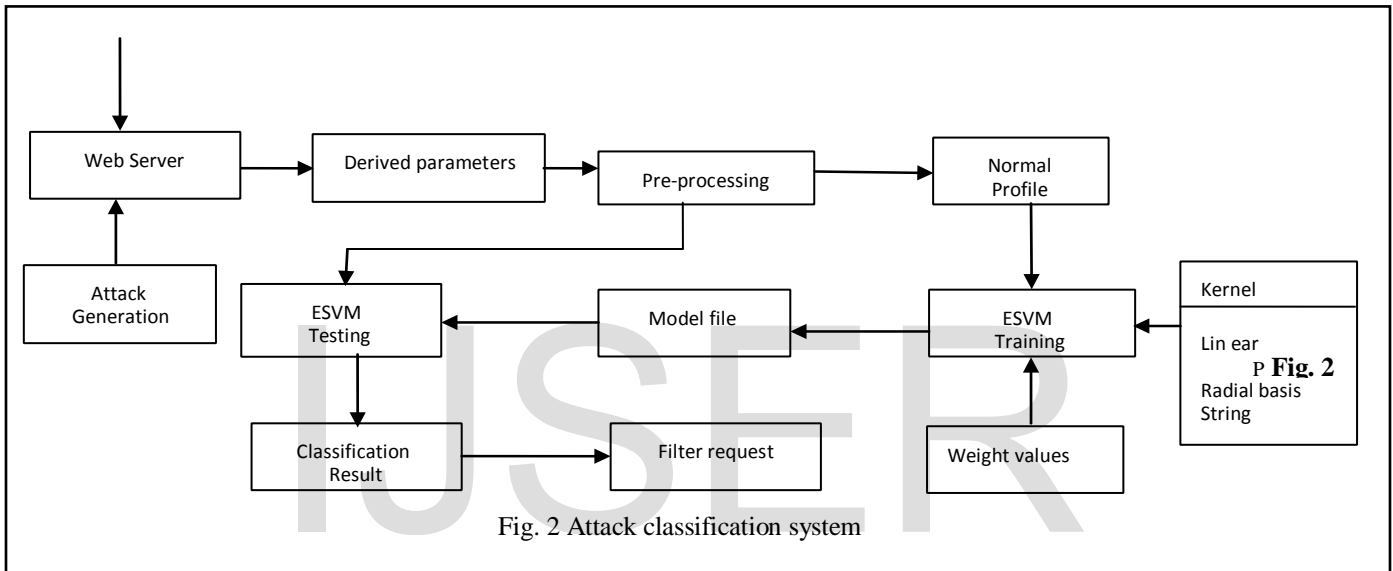 Web Server
Derived parameters
Pre-processing
Normal
Profile
Attack
Generation
ESVM
Testing
Model file
ESVM
Training
Kernel
Lin ear
P Fig. 2
Radial basis
String
Classification
Result
Filter request
Weight values
IJSER
Fig. 2 Attack classification system